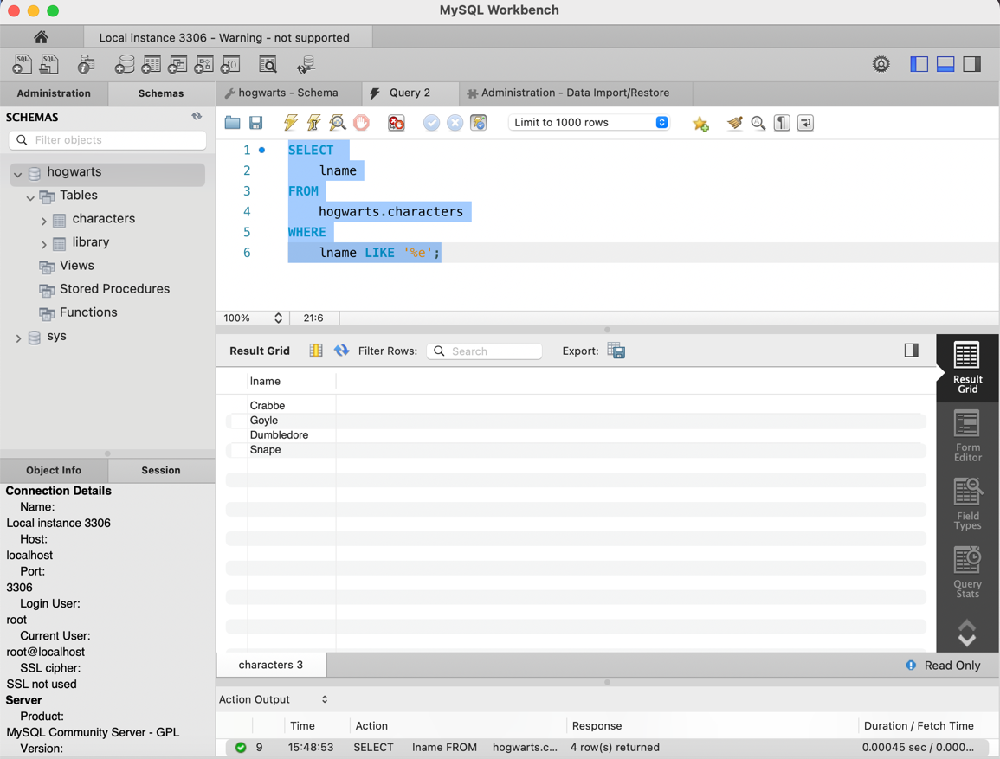 MySQL Workbench
Local instance 3306 - Warning - not supported
SQL SQL
Administration Schemas hogwarts - Schema Query 2 Administration - Data Import/Restore
SCHEMAS
Filter objects
Limit to 1000 rows
hogwarts
Tables
characters
library
Views
Stored Procedures
Functions
sys
1 SELECT
2 lname
3 FROM
4 hogwarts.characters
5 WHERE
6 lname LIKE '%e';
100% 21:6
Result Grid Filter Rows: Search Export:
lname
Crabbe
Goyle
Dumbledore
Snape
Result
Grid
Form
Editor
Field
Types
Query
Stats
characters 3 Read Only
Object Info Session
Connection Details
Name:
Local instance 3306
Host:
localhost
Port:
3306
Login User:
root
Current User:
root@localhost
SSL cipher:
SSL not used
Server
Product:
MySQL Community Server - GPL
Version:
Action Output
Time Action Response Duration / Fetch Time
9 15:48:53 SELECT lname FROM hogwarts.c... 4 row(s) returned 0.00045 sec / 0.000...